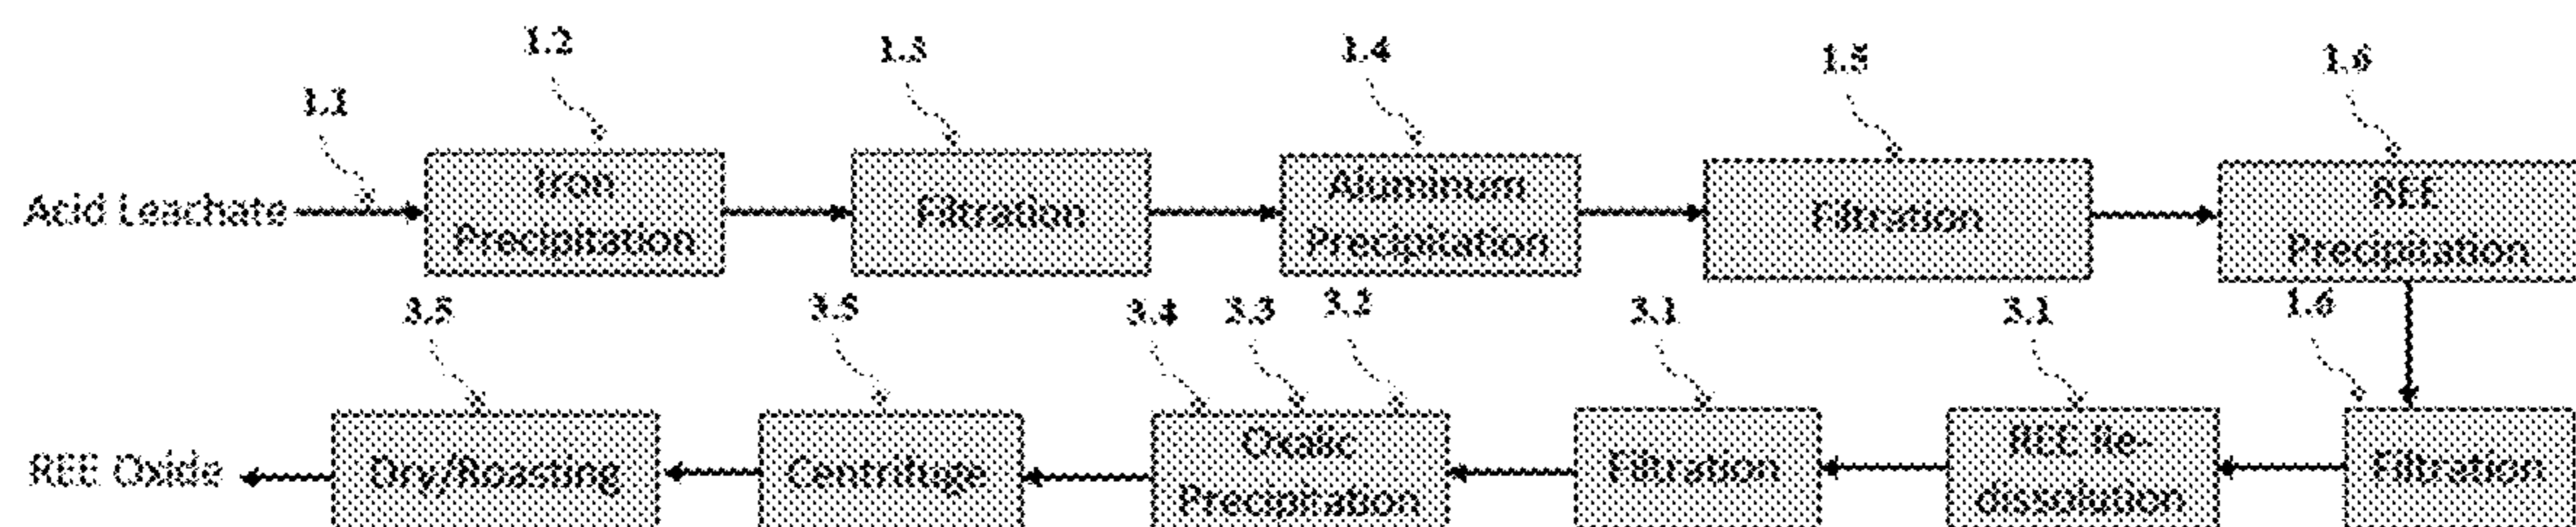 1.2
1.3
1.4
1.5
1.6
1.1
Acid Leachate
Iron
Precipitation
Filtration
Aluminum
Precipitation
Filtration
REE
Precipitation
3.5
3.5
3.4
3.3
3.2
3.1
3.1
1.6
REE Oxide
Dry/Roasting
Centrifuge
Oxalic
Precipitation
Filtration
REE Re-
dissolution
Filtration